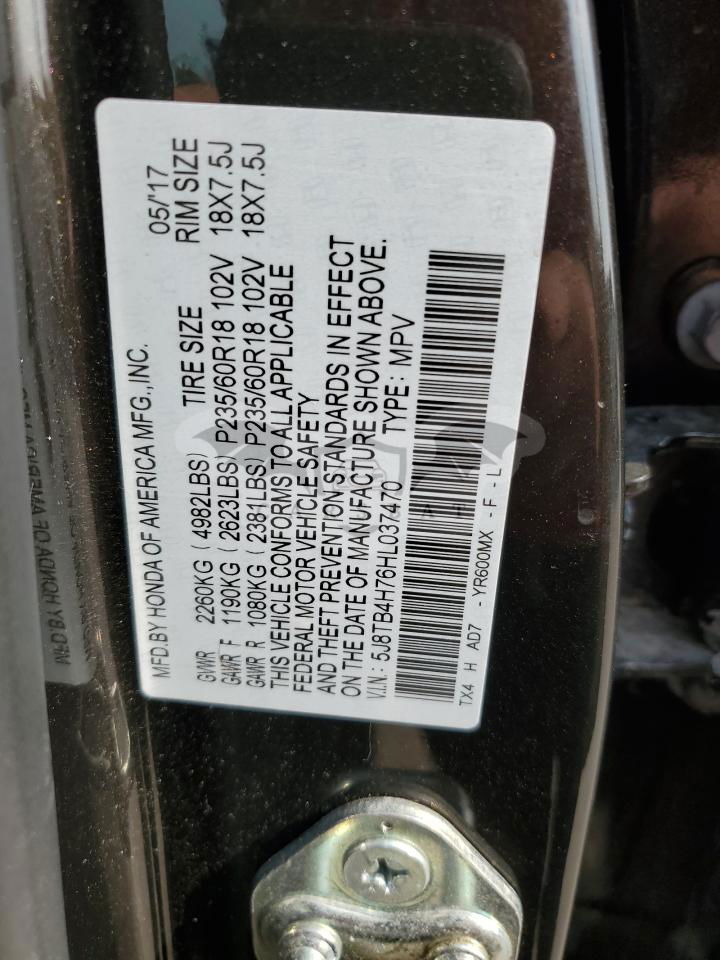 MFD.BY HONDA OF AMERICA MFG.,INC. 05/'17
GVWR 2260KG (4982LBS) TIRE SIZE RIM SIZE
GAWR F 1190KG (2623LBS) P235/60R18 102V 18X7.5J
GAWR R 1080KG (2381LBS) P235/60R18 102V 18X7.5J
THIS VEHICLE CONFORMS TO ALL APPLICABLE
FEDERAL MOTOR VEHICLE SAFETY
AND THEFT PREVENTION STANDARDS IN EFFECT
ON THE DATE OF MANUFACTURE SHOWN ABOVE.
V.I.N.: 5J8TB4H76HL037470 TYPE: MPV
TX4 H AD7 - YR600MX - F - L